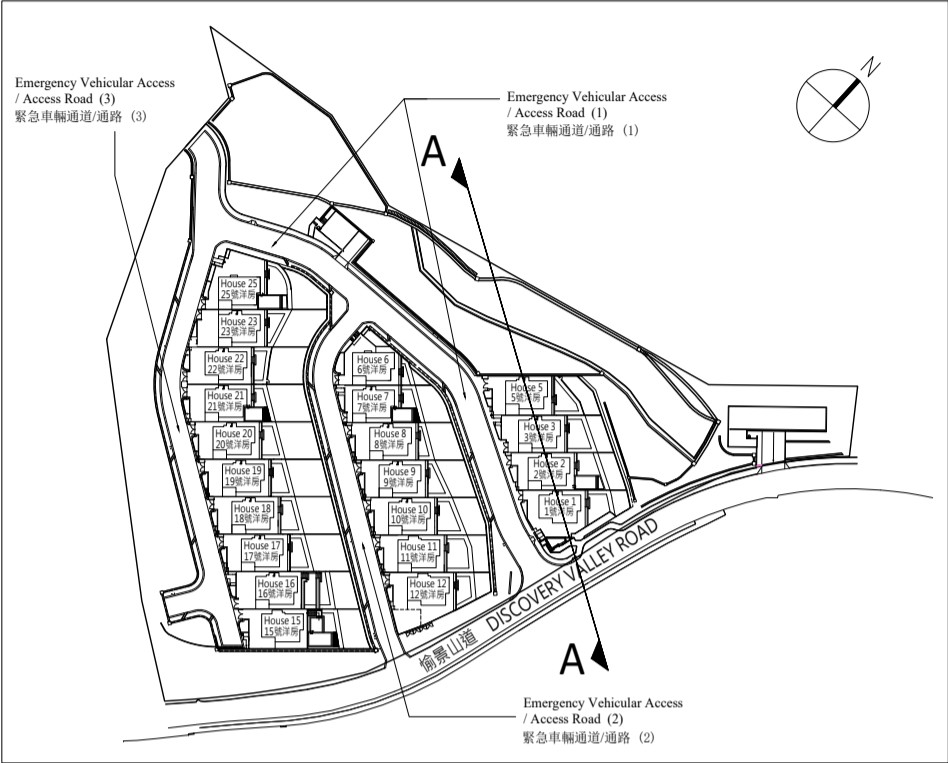 Emergency Vehicular Access
/ Access Road (3)
緊急車輛通道/通路 (3)
Emergency Vehicular Access
/ Access Road (1)
緊急車輛通道/通路 (1)
N
A
House 25
25號洋房
House 23
23號洋房
House 22
22號洋房
House 21
21號洋房
House 20
20號洋房
House 19
19號洋房
House 18
18號洋房
House 17
17號洋房
House 16
16號洋房
House 15
15號洋房
House 6
6號洋房
House 7
7號洋房
House 8
8號洋房
House 9
9號洋房
House 10
10號洋房
House 11
11號洋房
House 12
12號洋房
House 5
5號洋房
House 3
3號洋房
House 2
2號洋房
House 1
1號洋房
愉景山道 DISCOVERY VALLEY ROAD
A
Emergency Vehicular Access
/ Access Road (2)
緊急車輛通道/通路 (2)